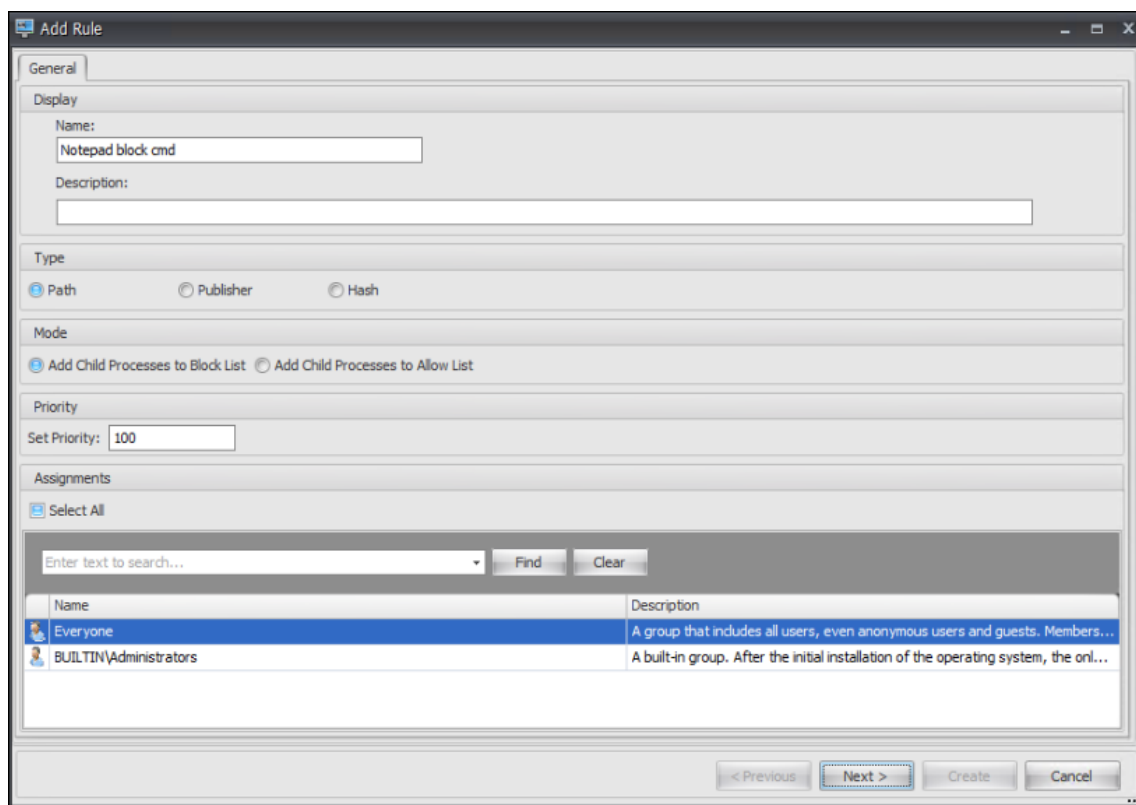 Add Rule
General
Display
Name:
Notepad block cmd
Description:
Type
Path Publisher Hash
Mode
Add Child Processes to Block List Add Child Processes to Allow List
Priority
Set Priority: 100
Assignments
Select All
Enter text to search... Find Clear
Name Description
Everyone A group that includes all users, even anonymous users and guests. Members...
BUILTIN\Administrators A built-in group. After the initial installation of the operating system, the onl...
< Previous Next > Create Cancel